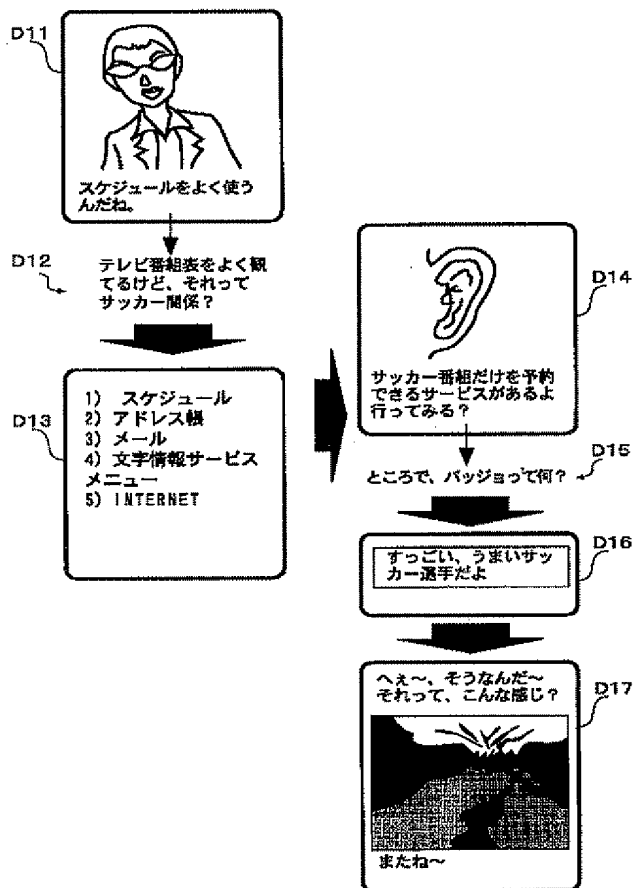 D11
スケジュールをよく使う
んだね。
D12
テレビ番組表をよく観
てるけど、それって
サッカー関係？
D13
1) スケジュール
2) アドレス帳
3) メール
4) 文字情報サービス
メニュー
5) INTERNET
D14
サッカー番組だけを予約
できるサービスがあるよ
行ってみる？
D15
ところで、バッジョって何？
D16
すっごい、うまいサッ
カー選手だよ
D17
へぇ～、そうなんだ～
それって、こんな感じ？
またね～